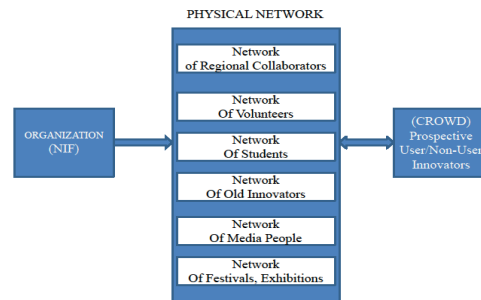 PHYSICAL NETWORK
Network
of Regional Collaborators
Network
Of Volunteers
ORGANIZATION
(NIF)
Network
Of Students
(CROWD)
Prospective
User/Non-User
Innovators
Network
Of Old Innovators
Network
Of Media People
Network
Of Festivals, Exhibitions